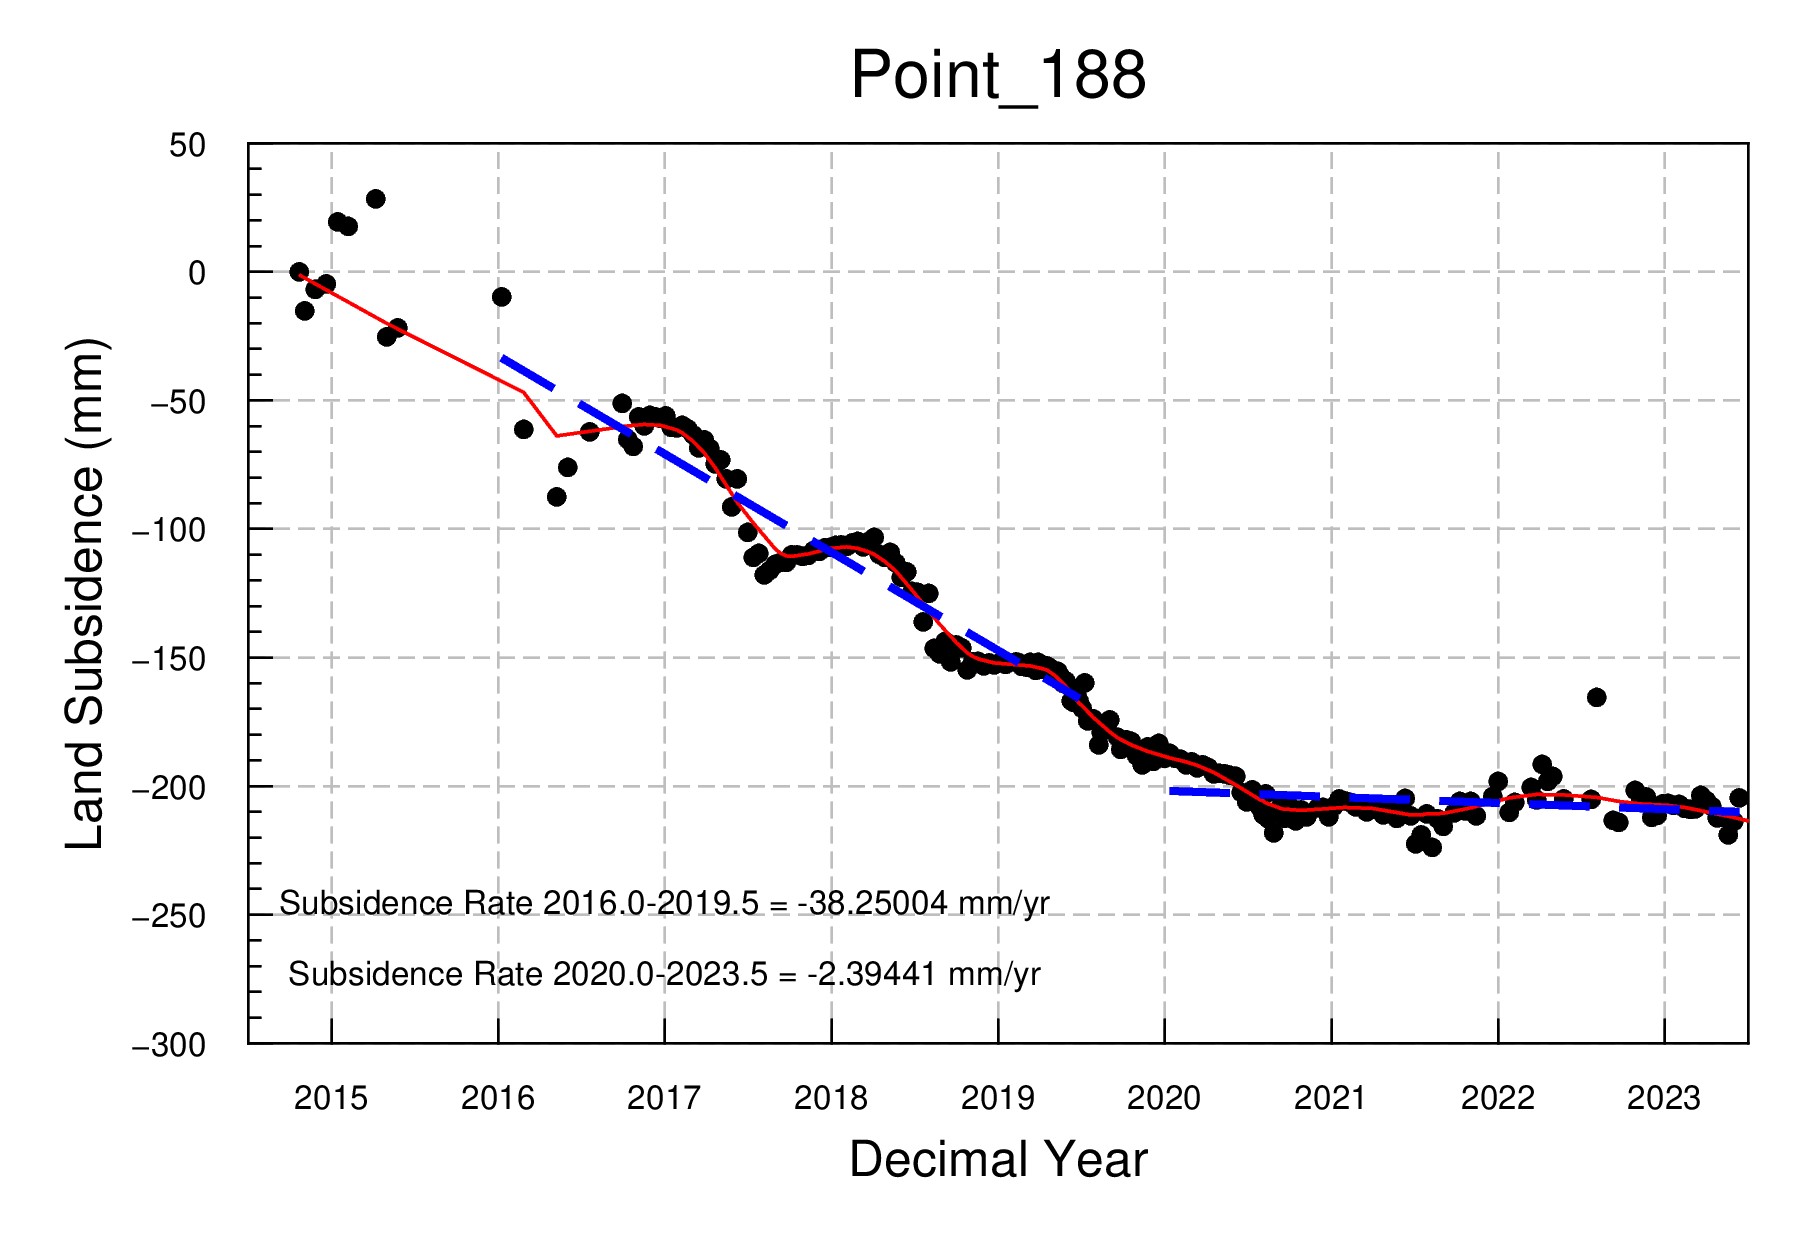 Point_188
50
0
−50
−100
−150
−200
−250
−300
Land Subsidence (mm)
Subsidence Rate 2016.0-2019.5 = -38.25004 mm/yr
Subsidence Rate 2020.0-2023.5 = -2.39441 mm/yr
2015 2016 2017 2018 2019 2020 2021 2022 2023
Decimal Year